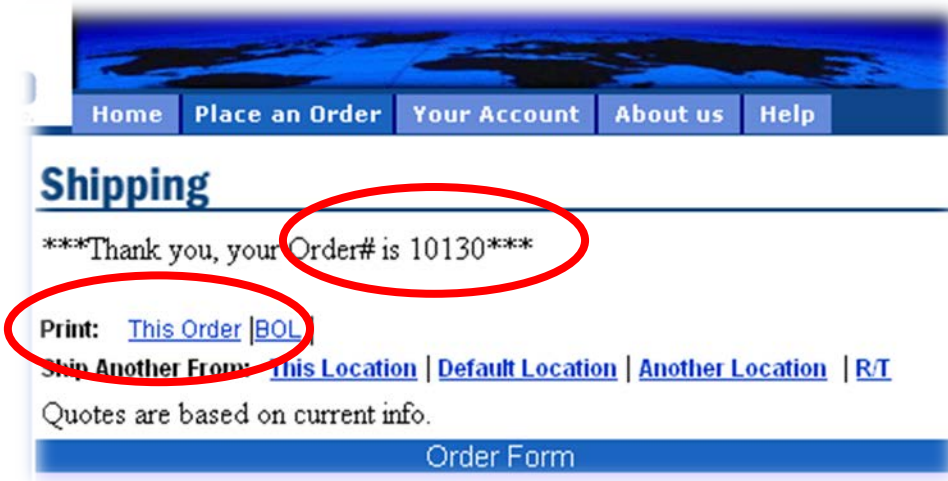 Home Place an Order Your Account About us Help
Shipping
***Thank you, your Order# is 10130***
Print: This Order |BOL |
Ship Another From: This Location | Default Location | Another Location | R/T
Quotes are based on current info.
Order Form